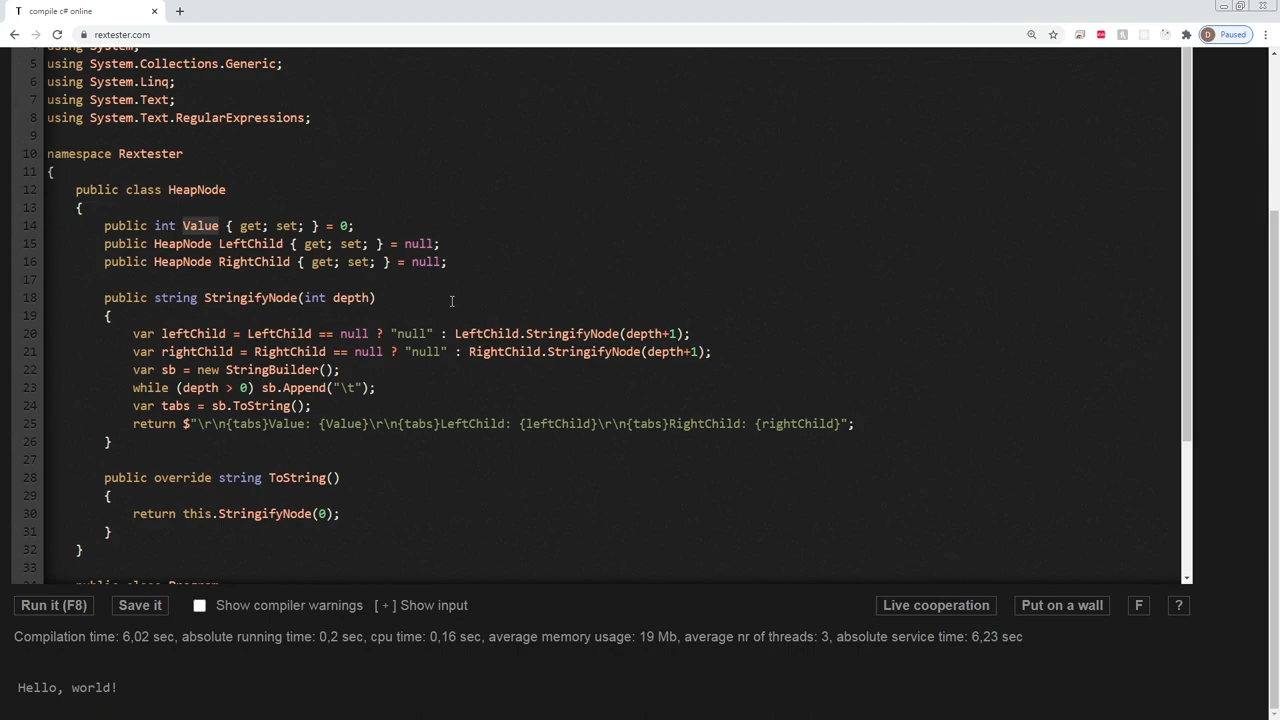 T compile c# online
rextester.com
D Paused
4 using System;
5 using System.Collections.Generic;
6 using System.Linq;
7 using System.Text;
8 using System.Text.RegularExpressions;
9
10 namespace Rextester
11 {
12 public class HeapNode
13 {
14 public int Value { get; set; } = 0;
15 public HeapNode LeftChild { get; set; } = null;
16 public HeapNode RightChild { get; set; } = null;
17
18 public string StringifyNode(int depth)
19 {
20 var leftChild = LeftChild == null ? "null" : LeftChild.StringifyNode(depth+1);
21 var rightChild = RightChild == null ? "null" : RightChild.StringifyNode(depth+1);
22 var sb = new StringBuilder();
23 while (depth > 0) sb.Append("\t");
24 var tabs = sb.ToString();
25 return $"\r\n{tabs}Value: {Value}\r\n{tabs}LeftChild: {leftChild}\r\n{tabs}RightChild: {rightChild}";
26 }
27
28 public override string ToString()
29 {
30 return this.StringifyNode(0);
31 }
32 }
33
34 public class Program
Run it (F8) Save it Show compiler warnings [ + ] Show input Live cooperation Put on a wall F ?
Compilation time: 6,02 sec, absolute running time: 0,2 sec, cpu time: 0,16 sec, average memory usage: 19 Mb, average nr of threads: 3, absolute service time: 6,23 sec
Hello, world!